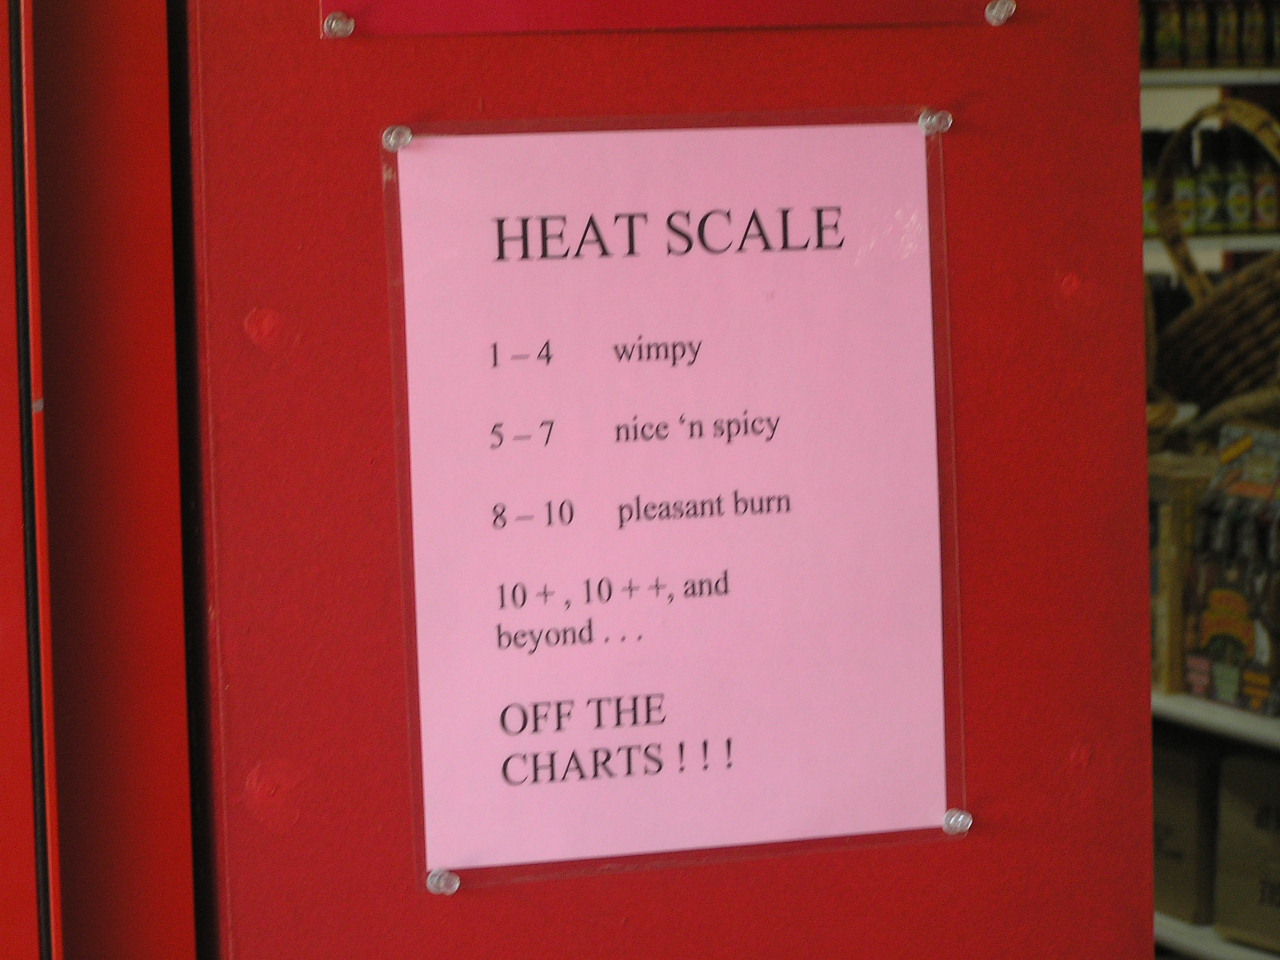 HEAT SCALE
1 – 4 wimpy
5 – 7 nice ‘n spicy
8 – 10 pleasant burn
10 + , 10 + +, and
beyond . . .
OFF THE
CHARTS ! ! !